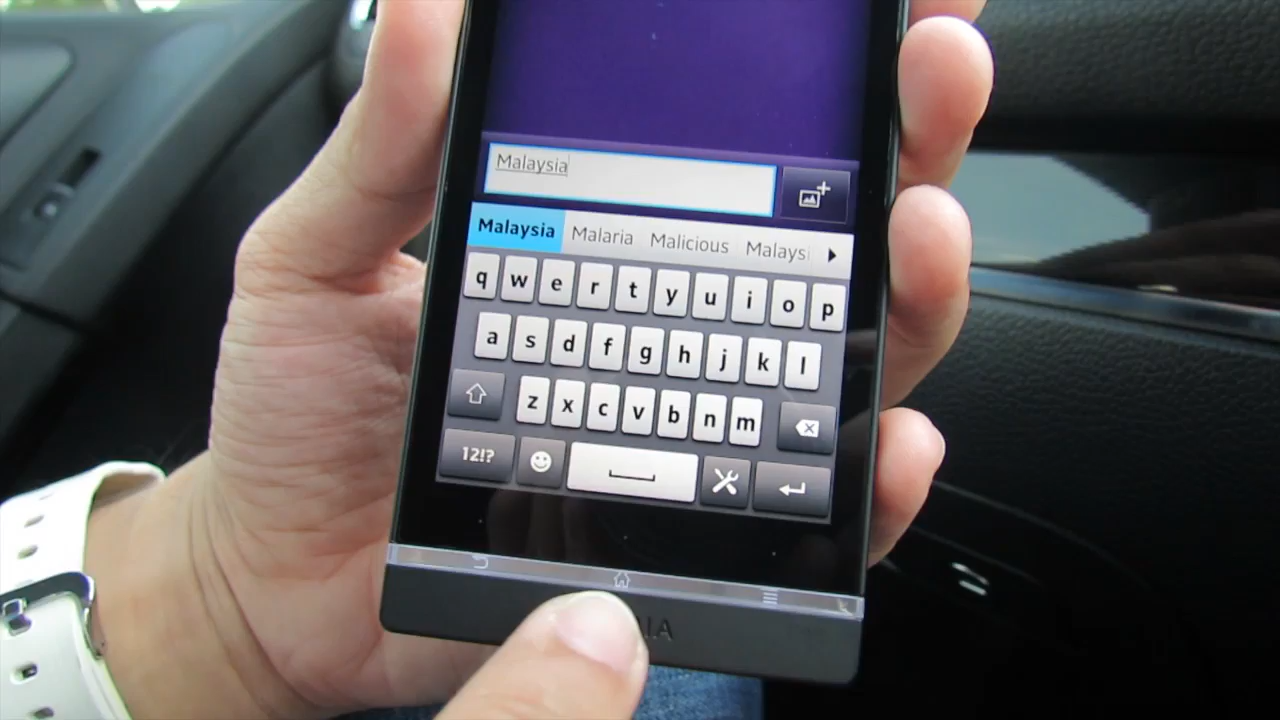 Malaysia
Malaysia Malaria Malicious Malaysi
q w e r t y u i o p
a s d f g h j k l
z x c v b n m
12!?